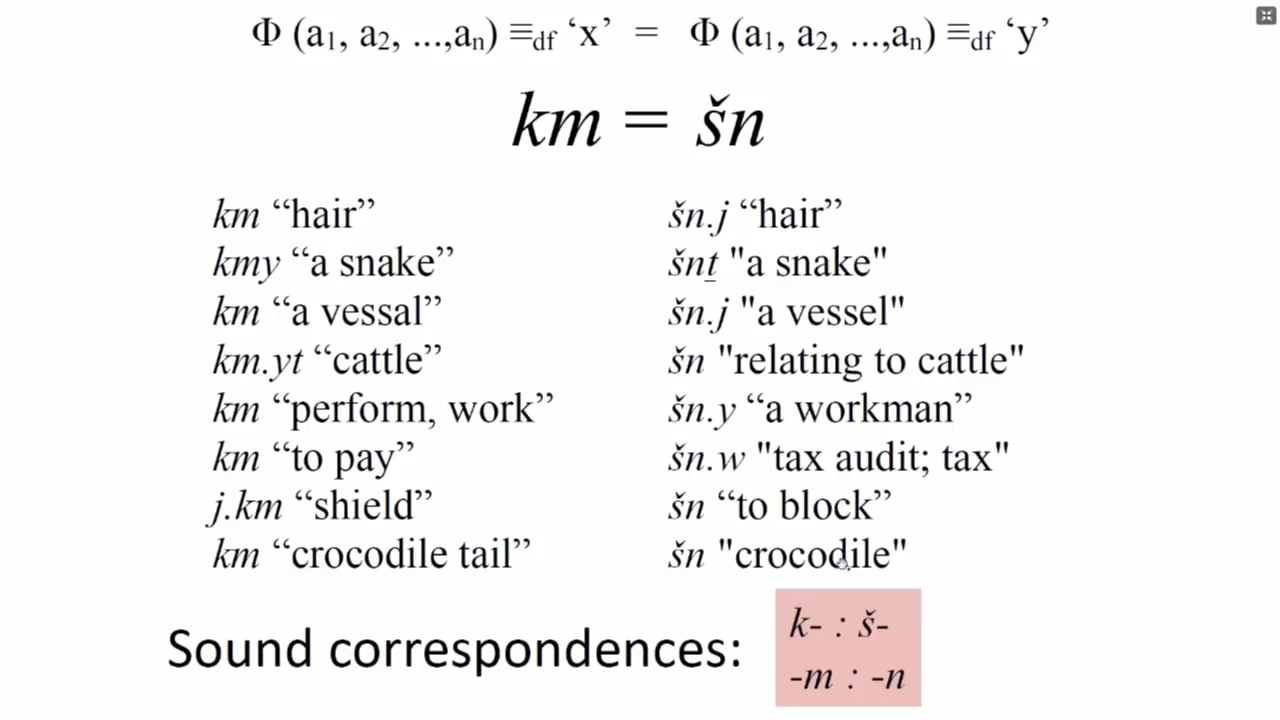 Φ (a1, a2, ...,an) ≡df ‘x’ = Φ (a1, a2, ...,an) ≡df ‘y’
km = šn
km “hair” šn.j “hair”
kmy “a snake” šnṯ "a snake"
km “a vessal” šn.j "a vessel"
km.yt “cattle” šn "relating to cattle"
km “perform, work” šn.y “a workman”
km “to pay” šn.w "tax audit; tax"
j.km “shield” šn “to block”
km “crocodile tail” šn "crocodile"
Sound correspondences:
k- : š-
-m : -n